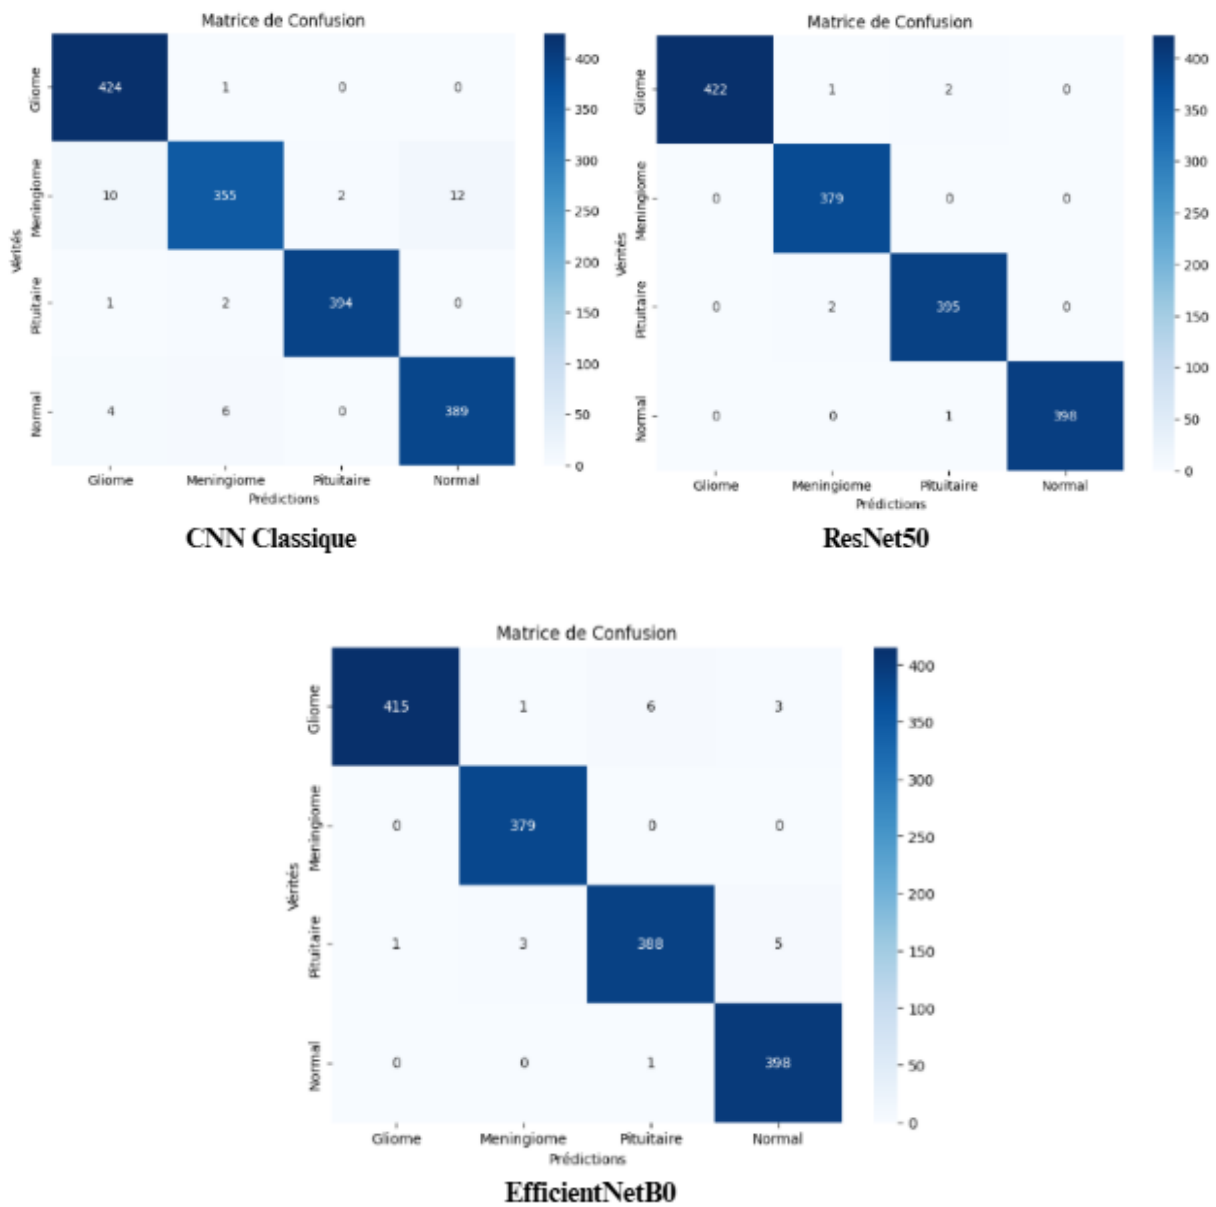 Matrice de Confusion
Gliome 424 1 0 0
Meningiome 10 355 2 12
Pituitaire 1 2 394 0
Normal 4 6 0 389
Vérités
Gliome Meningiome Pituitaire Normal
Prédictions
400
350
300
250
200
150
100
50
0
CNN Classique
Matrice de Confusion
Gliome 422 1 2 0
Meningiome 0 379 0 0
Pituitaire 0 2 395 0
Normal 0 0 1 398
Vérités
Gliome Meningiome Pituitaire Normal
Prédictions
400
350
300
250
200
150
100
50
0
ResNet50
Matrice de Confusion
Gliome 415 1 6 3
Meningiome 0 379 0 0
Pituitaire 1 3 388 5
Normal 0 0 1 398
Vérités
Gliome Meningiome Pituitaire Normal
Prédictions
400
350
300
250
200
150
100
50
0
EfficientNetB0